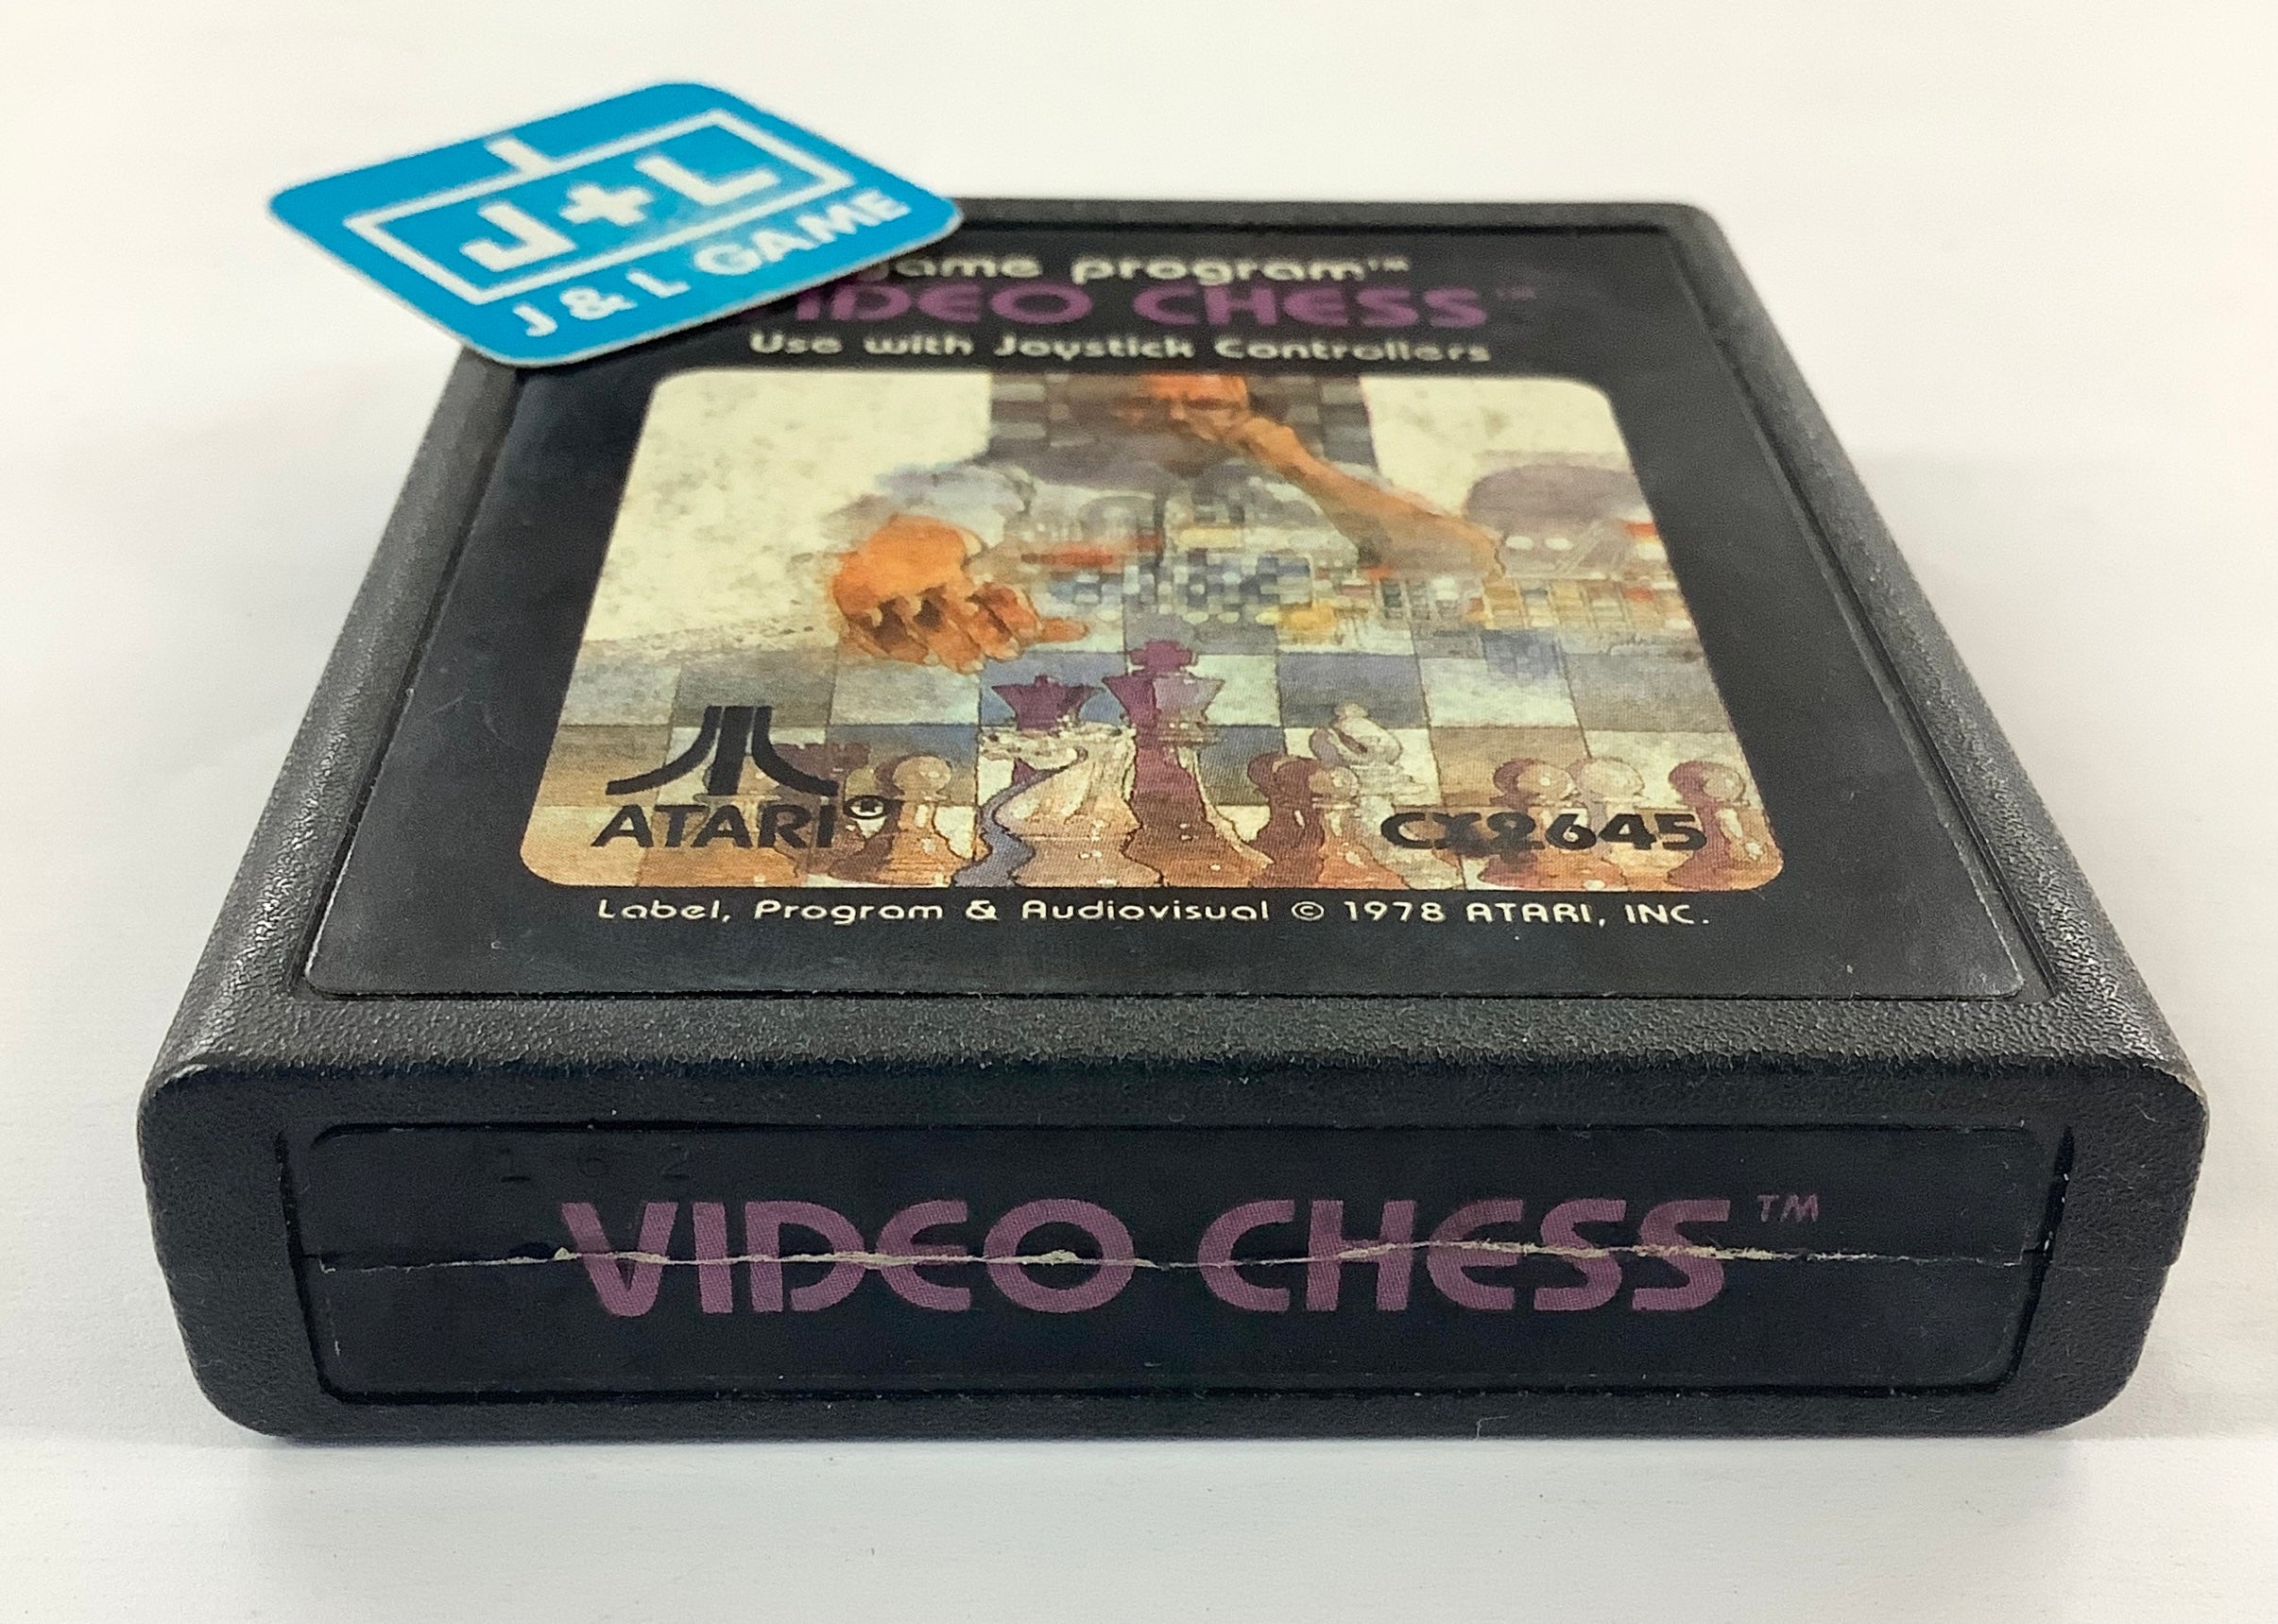 J+L
J & L GAME
game program™
VIDEO CHESS™
Use with Joystick Controllers
ATARI®
CX2645
Label, Program & Audiovisual © 1978 ATARI, INC.
162
VIDEO CHESS™